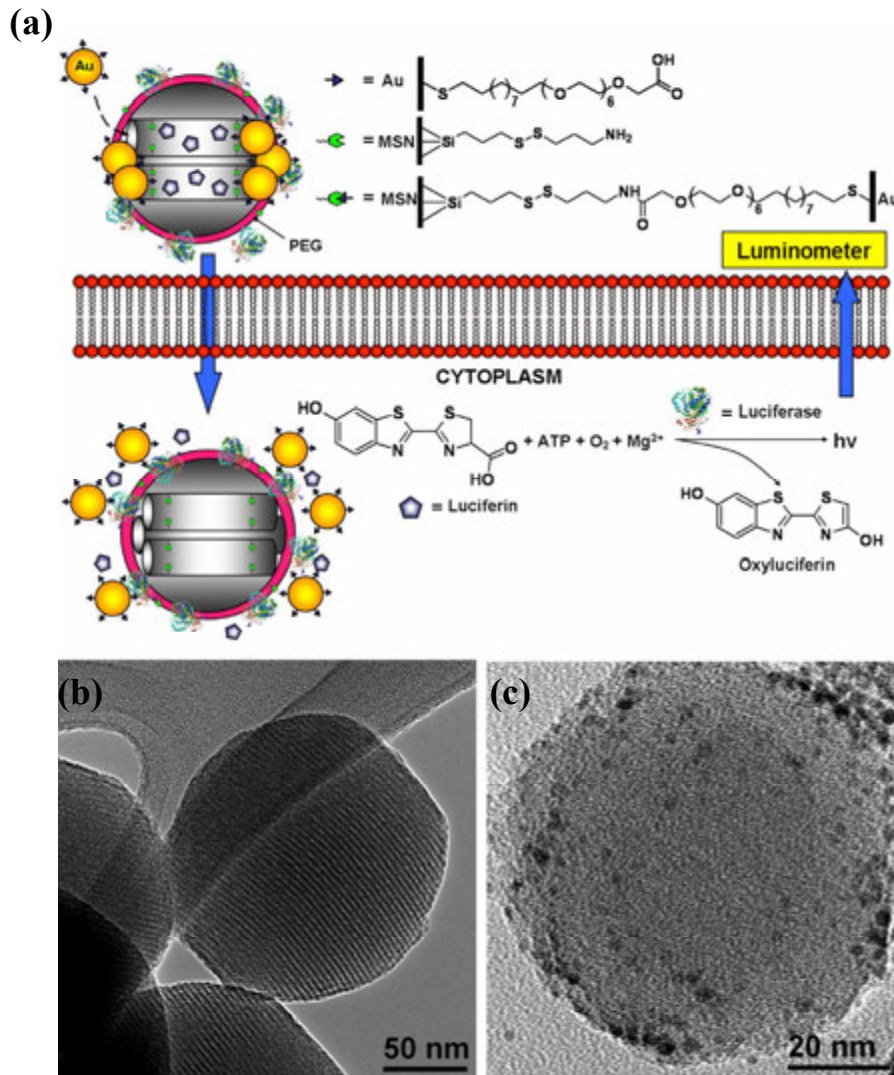 (a)
Au
= Au
S
7
O
O
6
O
OH
O
= MSN
Si
S
S
NH₂
= MSN
Si
S
S
NH
O
O
O
6
7
S
Au
PEG
Luminometer
CYTOPLASM
HO
S
N
S
N
O
HO
+ ATP + O₂ + Mg²⁺
= Luciferase
hν
= Luciferin
HO
S
N
S
N
OH
Oxyluciferin
(b)
50 nm
(c)
20 nm